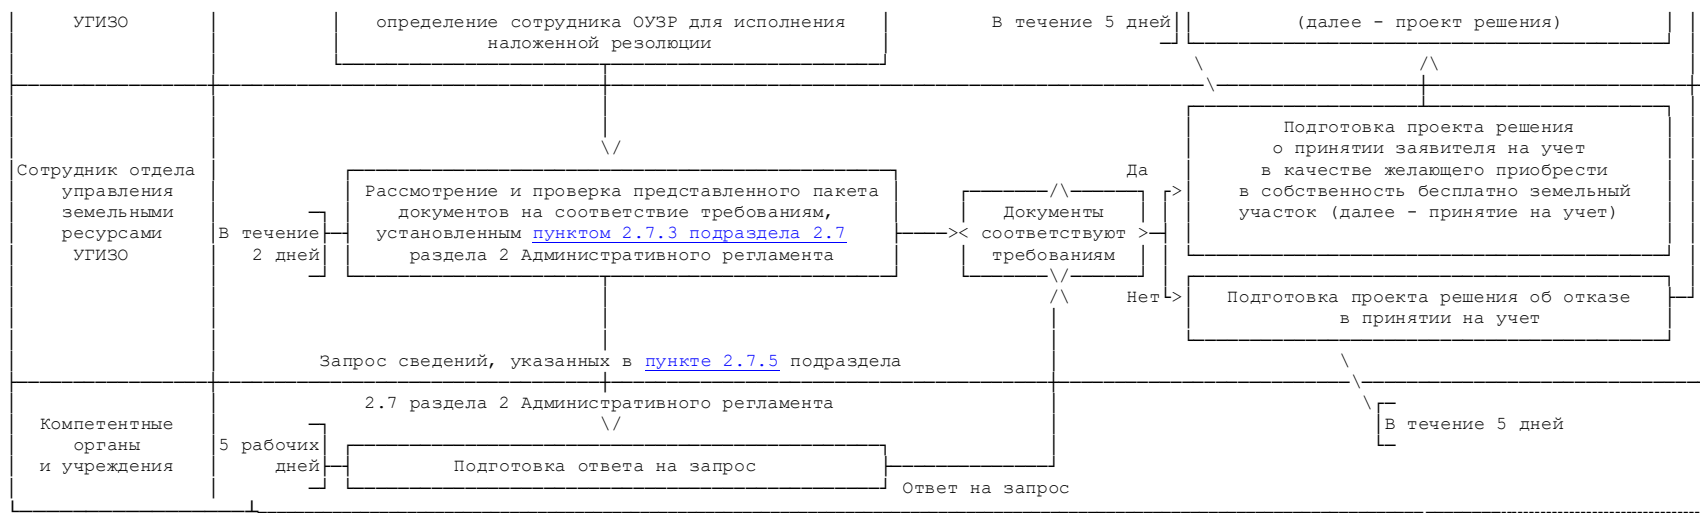 УГИЗО
определение сотрудника ОУЗР для исполнения
наложенной резолюции
В течение 5 дней
(далее - проект решения)
Сотрудник отдела
управления
земельными
ресурсами
УГИЗО
В течение
2 дней
Рассмотрение и проверка представленного пакета
документов на соответствие требованиям,
установленным пунктом 2.7.3 подраздела 2.7
раздела 2 Административного регламента
Документы
соответствуют
требованиям
Да
Нет
Подготовка проекта решения
о принятии заявителя на учет
в качестве желающего приобрести
в собственность бесплатно земельный
участок (далее - принятие на учет)
Подготовка проекта решения об отказе
в принятии на учет
Запрос сведений, указанных в пункте 2.7.5 подраздела
2.7 раздела 2 Административного регламента
Компетентные
органы
и учреждения
5 рабочих
дней
Подготовка ответа на запрос
Ответ на запрос
В течение 5 дней